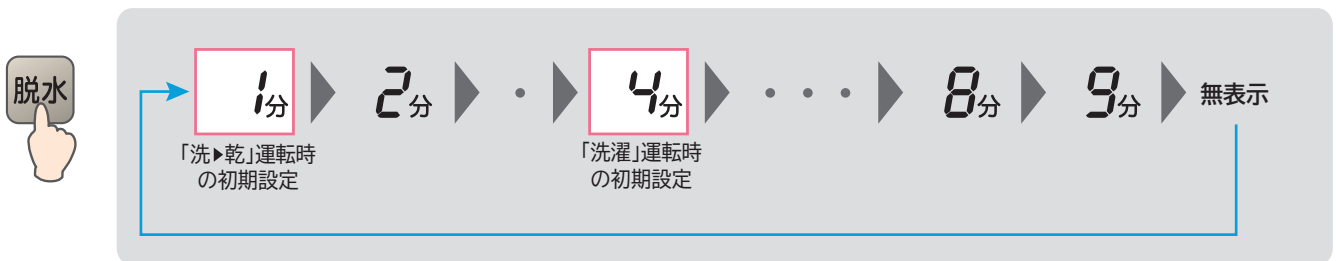 脱水
1分 2分 ・ 4分 ・・・ 8分 9分 無表示
「洗▶乾」運転時
の初期設定
「洗濯」運転時
の初期設定